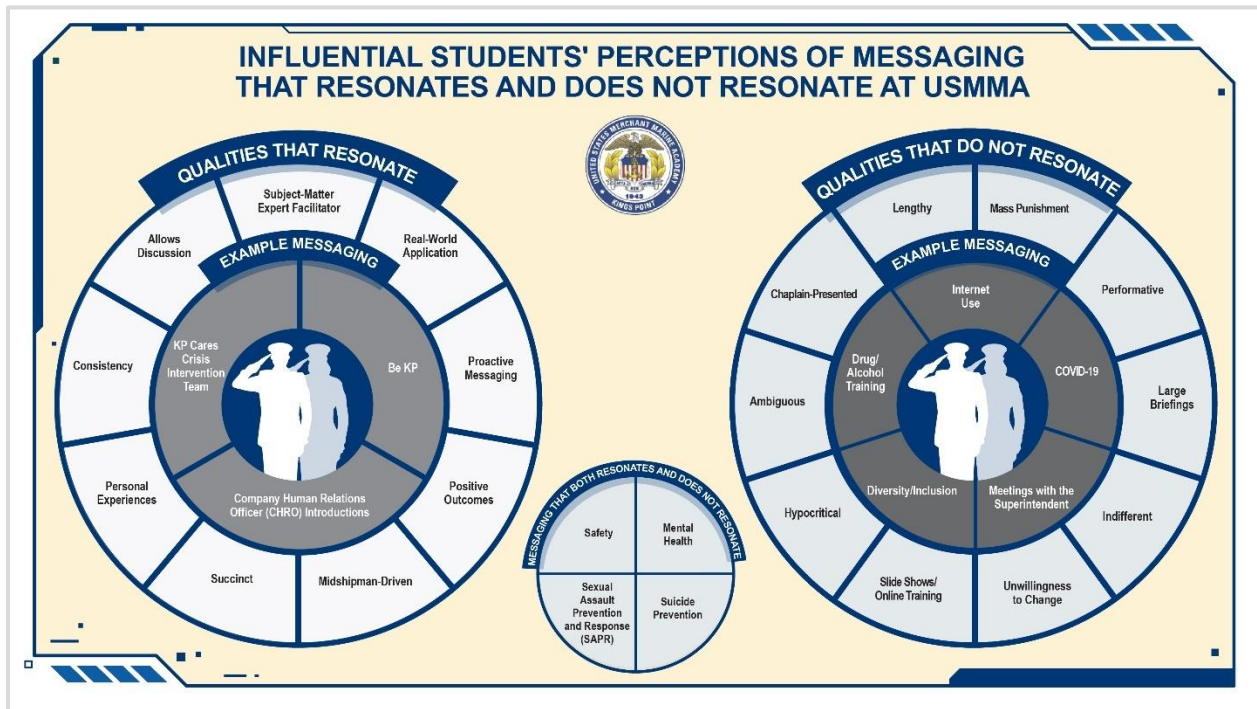 INFLUENTIAL STUDENTS' PERCEPTIONS OF MESSAGING
THAT RESONATES AND DOES NOT RESONATE AT USMMA
UNITED STATES MERCHANT MARINE ACADEMY
1943
KINGS POINT
QUALITIES THAT RESONATE
Subject-Matter
Expert Facilitator
Allows
Discussion
Real-World
Application
Consistency
Proactive
Messaging
Personal
Experiences
Positive
Outcomes
Succinct
Midshipman-Driven
EXAMPLE MESSAGING
KP Cares
Crisis
Intervention
Team
Be KP
Company Human Relations
Officer (CHRO) Introductions
MESSAGING THAT BOTH RESONATES AND DOES NOT RESONATE
Safety
Mental
Health
Sexual
Assault
Prevention
and Response
(SAPR)
Suicide
Prevention
QUALITIES THAT DO NOT RESONATE
Lengthy
Mass Punishment
Chaplain-Presented
Performative
Ambiguous
Large
Briefings
Hypocritical
Indifferent
Slide Shows/
Online Training
Unwillingness
to Change
EXAMPLE MESSAGING
Internet
Use
Drug/
Alcohol
Training
COVID-19
Diversity/Inclusion
Meetings with the
Superintendent